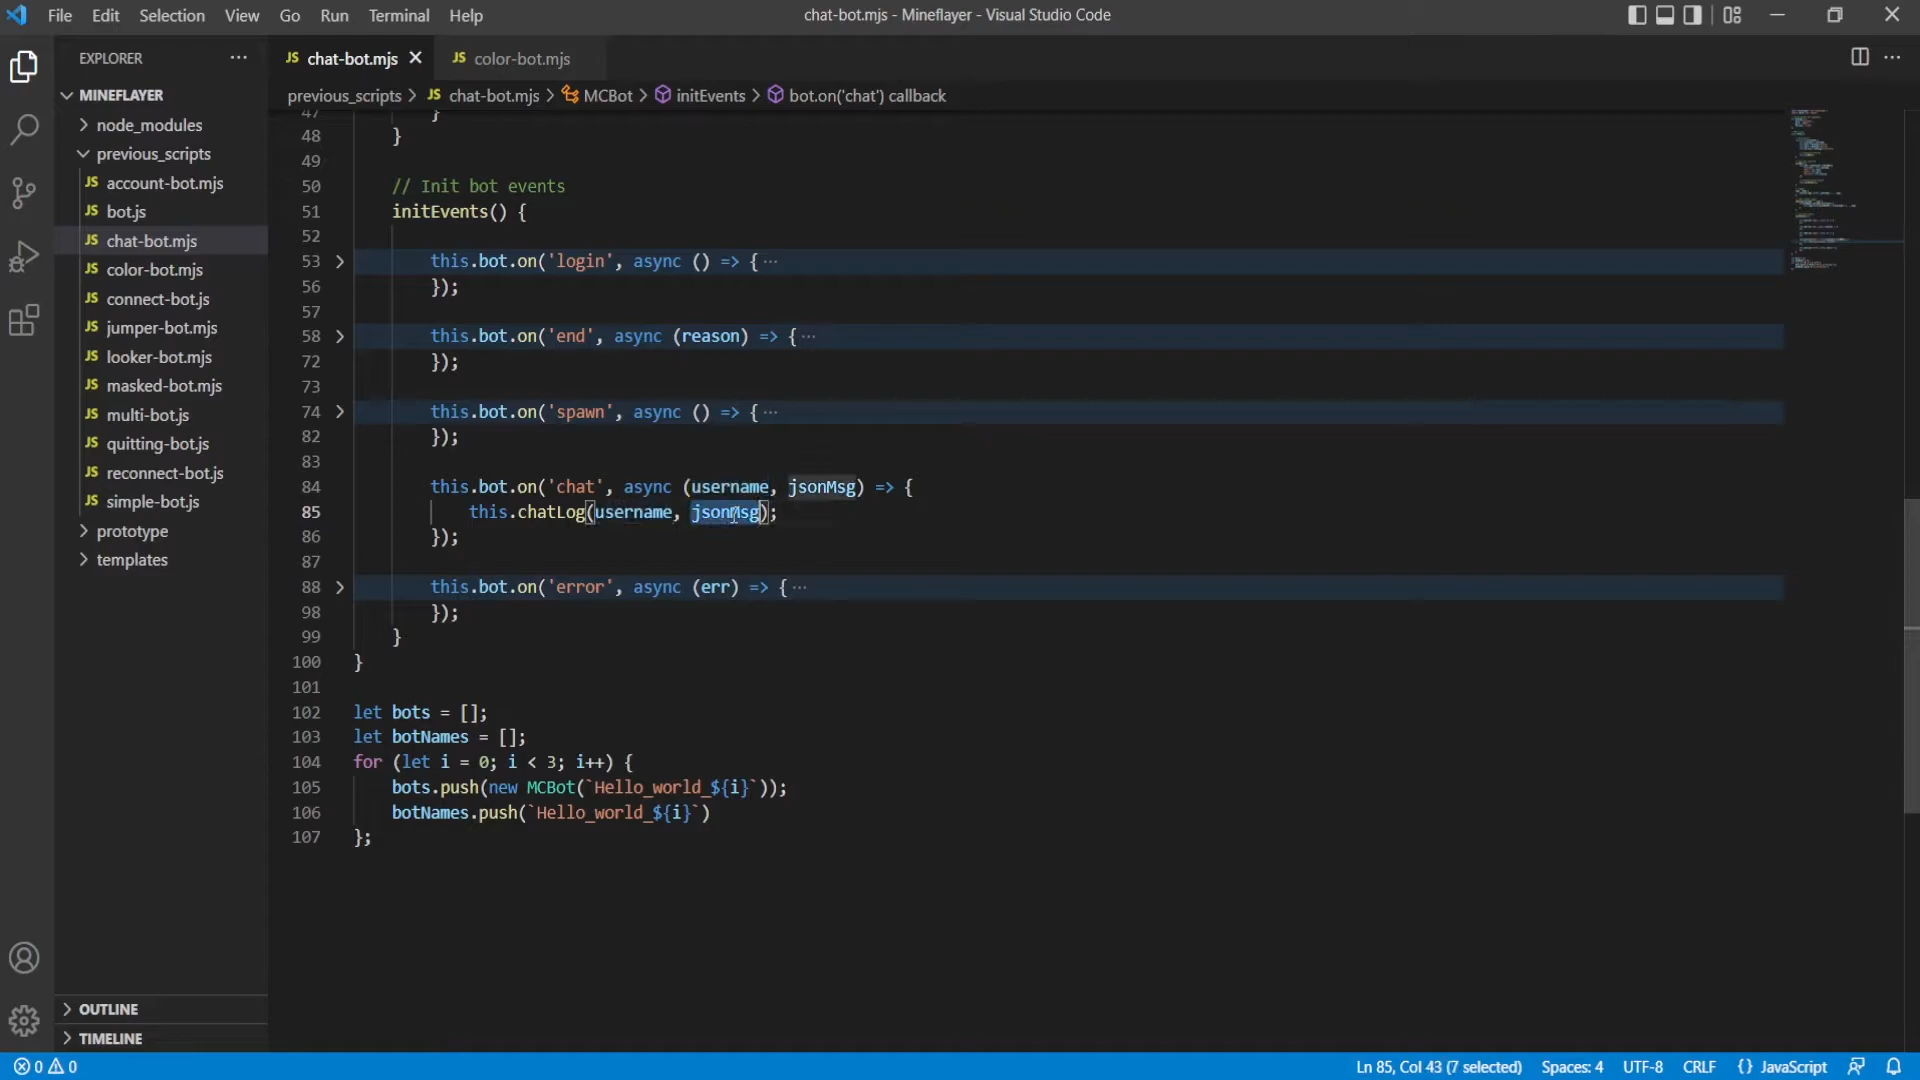 File Edit Selection View Go Run Terminal Help
chat-bot.mjs - Mineflayer - Visual Studio Code
EXPLORER ···
JS chat-bot.mjs
JS color-bot.mjs
previous_scripts > JS chat-bot.mjs > MCBot > initEvents > bot.on('chat') callback
MINEFLAYER
node_modules
previous_scripts
JS account-bot.mjs
JS bot.js
JS chat-bot.mjs
JS color-bot.mjs
JS connect-bot.mjs
JS jumper-bot.mjs
JS looker-bot.mjs
JS masked-bot.mjs
JS multi-bot.js
JS quitting-bot.js
JS reconnect-bot.js
JS simple-bot.js
prototype
templates
OUTLINE
TIMELINE
47 }
48 }
49
50 // Init bot events
51 initEvents() {
52
53 this.bot.on('login', async () => { ···
56 });
57
58 this.bot.on('end', async (reason) => { ···
72 });
73
74 this.bot.on('spawn', async () => { ···
82 });
83
84 this.bot.on('chat', async (username, jsonMsg) => {
85 this.chatLog(username, jsonMsg);
86 });
87
88 this.bot.on('error', async (err) => { ···
98 });
99 }
100 }
101
102 let bots = [];
103 let botNames = [];
104 for (let i = 0; i < 3; i++) {
105 bots.push(new MCBot(`Hello_world_${i}`));
106 botNames.push(`Hello_world_${i}`)
107 };
0 0
Ln 85, Col 43 (7 selected) Spaces: 4 UTF-8 CRLF {} JavaScript